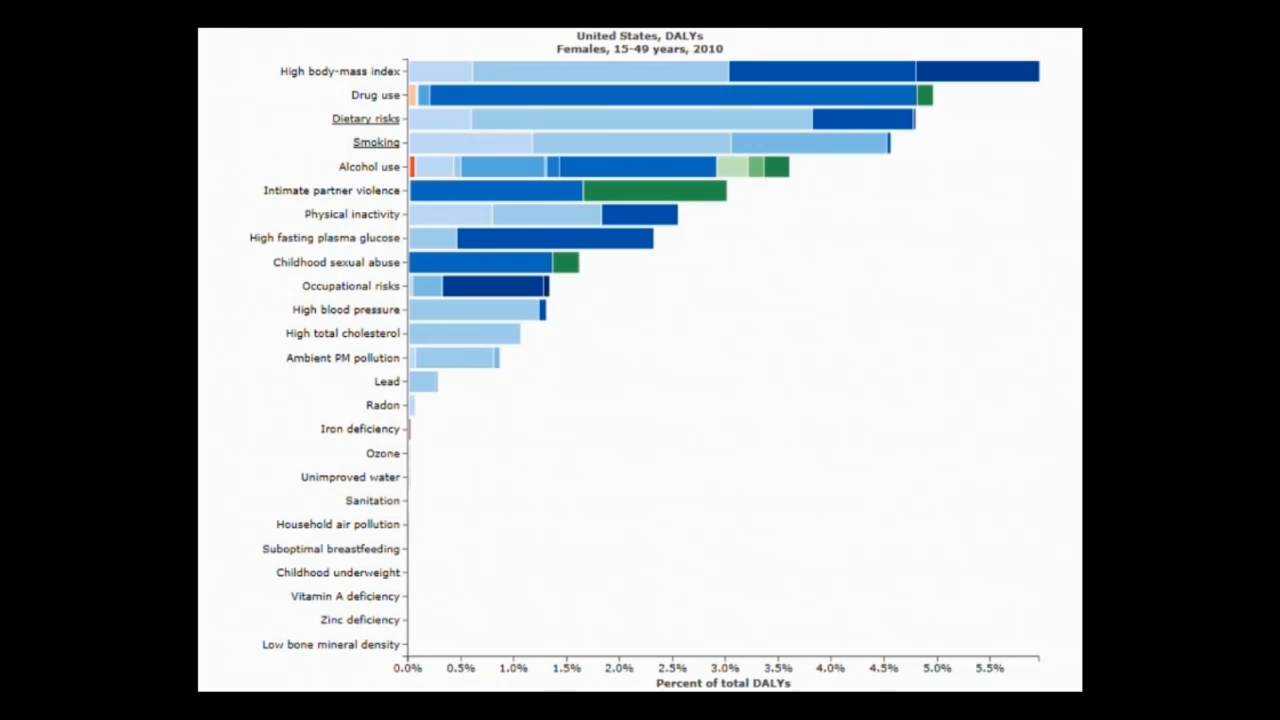 United States, DALYs
Females, 15-49 years, 2010
High body-mass index
Drug use
Dietary risks
Smoking
Alcohol use
Intimate partner violence
Physical inactivity
High fasting plasma glucose
Childhood sexual abuse
Occupational risks
High blood pressure
High total cholesterol
Ambient PM pollution
Lead
Radon
Iron deficiency
Ozone
Unimproved water
Sanitation
Household air pollution
Suboptimal breastfeeding
Childhood underweight
Vitamin A deficiency
Zinc deficiency
Low bone mineral density
0.0% 0.5% 1.0% 1.5% 2.0% 2.5% 3.0% 3.5% 4.0% 4.5% 5.0% 5.5%
Percent of total DALYs